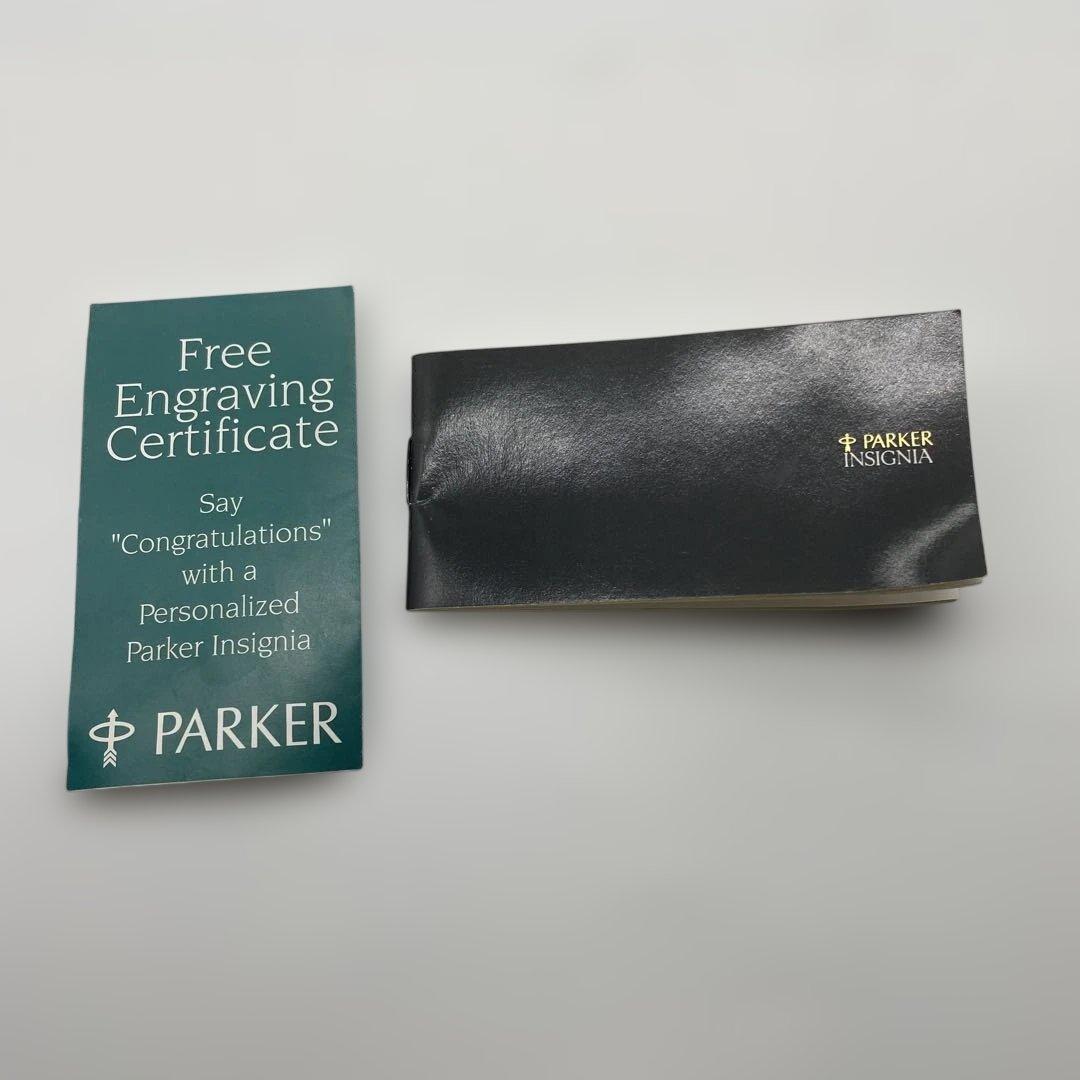 Free
Engraving
Certificate
Say
"Congratulations"
with a
Personalized
Parker Insignia
PARKER
PARKER
INSIGNIA